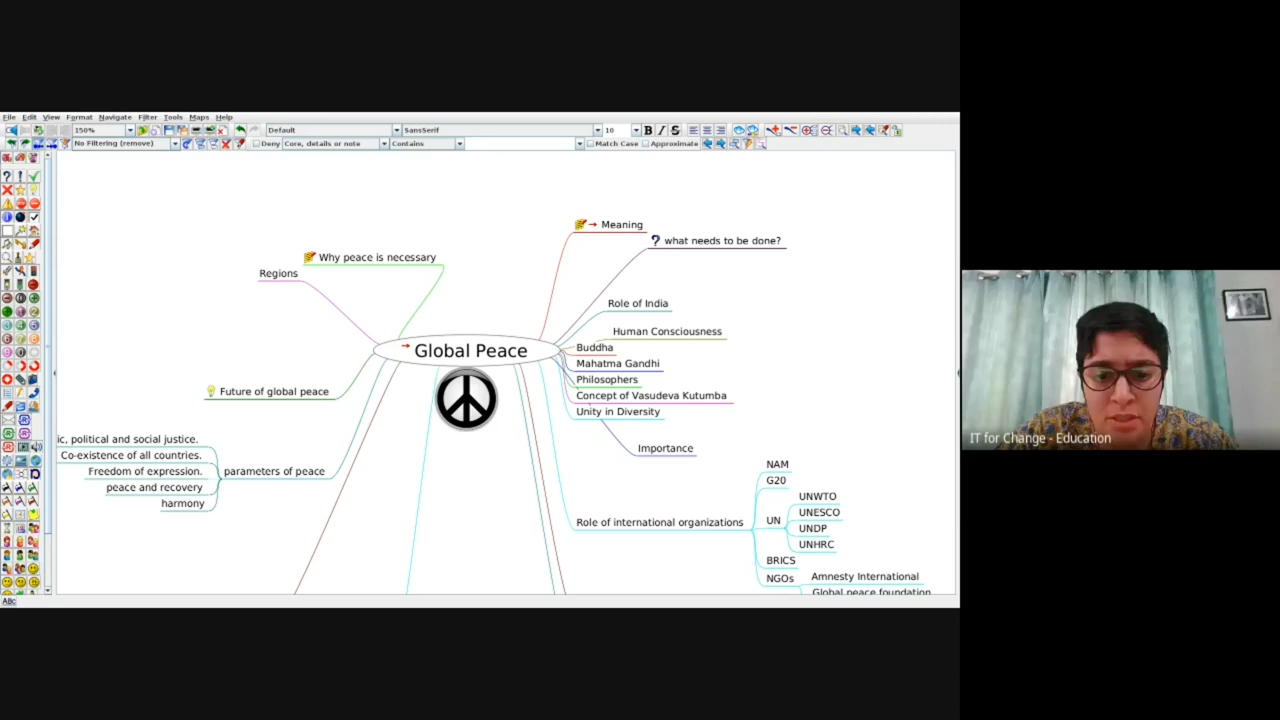 File Edit View Format Navigate Filter Tools Maps Help
150% Default SansSerif 10 B I S
No Filtering (remove) Deny Core, details or note Contains Match Case Approximate
Meaning
what needs to be done?
Why peace is necessary
Regions
Role of India
Human Consciousness
Global Peace
Buddha
Mahatma Gandhi
Philosophers
Concept of Vasudeva Kutumba
Unity in Diversity
Future of global peace
Importance
ic, political and social justice.
Co-existence of all countries.
Freedom of expression.
peace and recovery
harmony
parameters of peace
Role of international organizations
NAM
G20
UN
UNWTO
UNESCO
UNDP
UNHRC
BRICS
NGOs
Amnesty International
Global peace foundation
ABc
IT for Change - Education